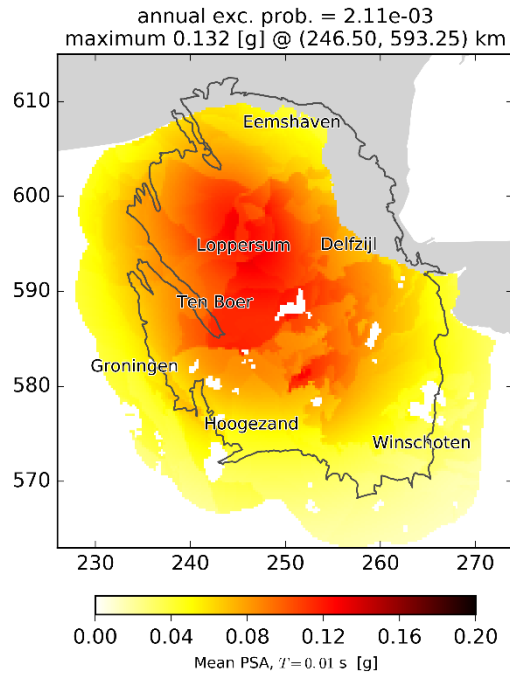 annual exc. prob. = 2.11e-03
maximum 0.132 [g] @ (246.50, 593.25) km
610
Eemshaven
600
Loppersum
Delfzijl
590
Ten Boer
Groningen
580
Hoogezand
Winschoten
570
230
240
250
260
270
0.00
0.04
0.08
0.12
0.16
0.20
Mean PSA, T=0.01 s [g]